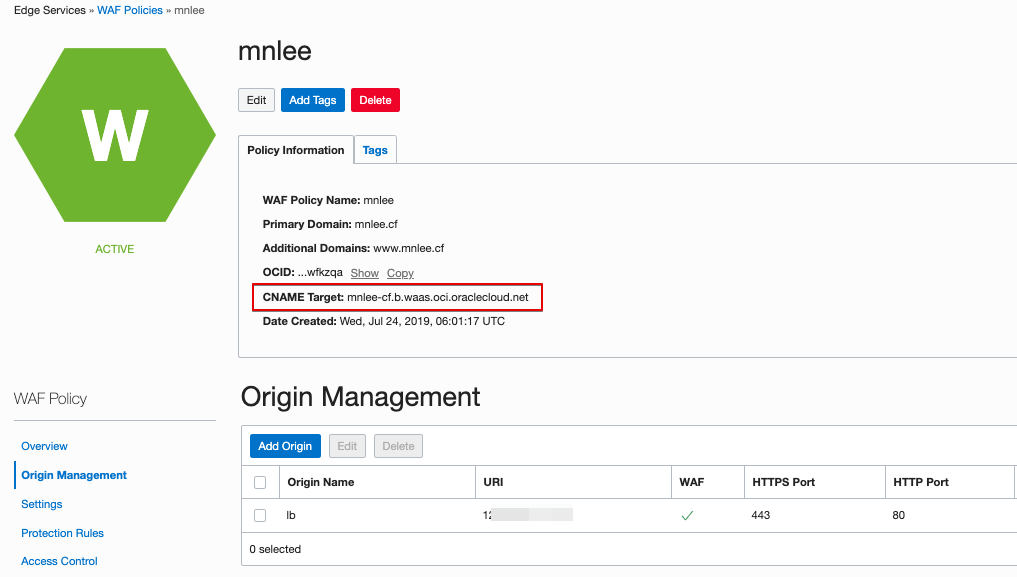 Edge Services » WAF Policies » mnlee
mnlee
W
Edit Add Tags Delete
ACTIVE
Policy Information Tags
WAF Policy Name: mnlee
Primary Domain: mnlee.cf
Additional Domains: www.mnlee.cf
OCID: ...wfkzqa Show Copy
CNAME Target: mnlee-cf.b.waas.oci.oraclecloud.net
Date Created: Wed, Jul 24, 2019, 06:01:17 UTC
WAF Policy
Overview
Origin Management
Settings
Protection Rules
Access Control
Origin Management
Add Origin Edit Delete
Origin Name URI WAF HTTPS Port HTTP Port
lb 443 80
0 selected